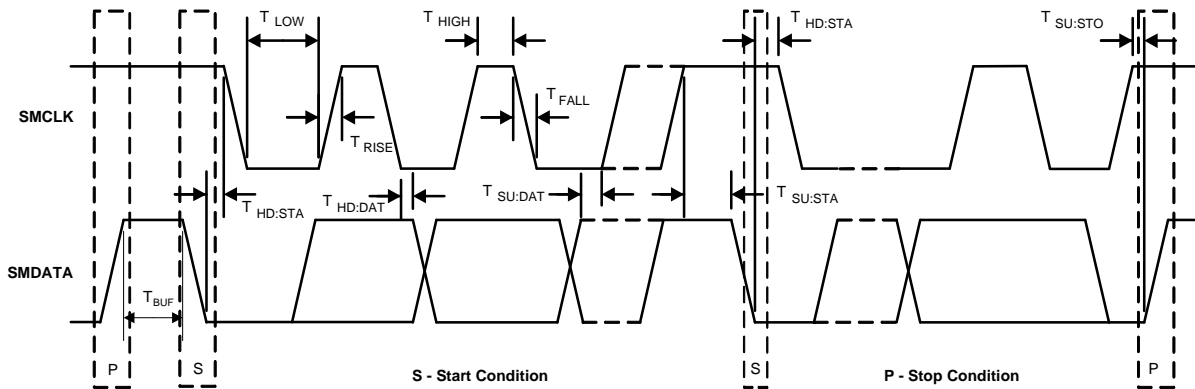 T LOW
T HIGH
T HD:STA
T SU:STO
SMCLK
T FALL
T RISE
T HD:STA
T HD:DAT
T SU:DAT
T SU:STA
SMDATA
T BUF
P
S
S - Start Condition
S
P - Stop Condition
P